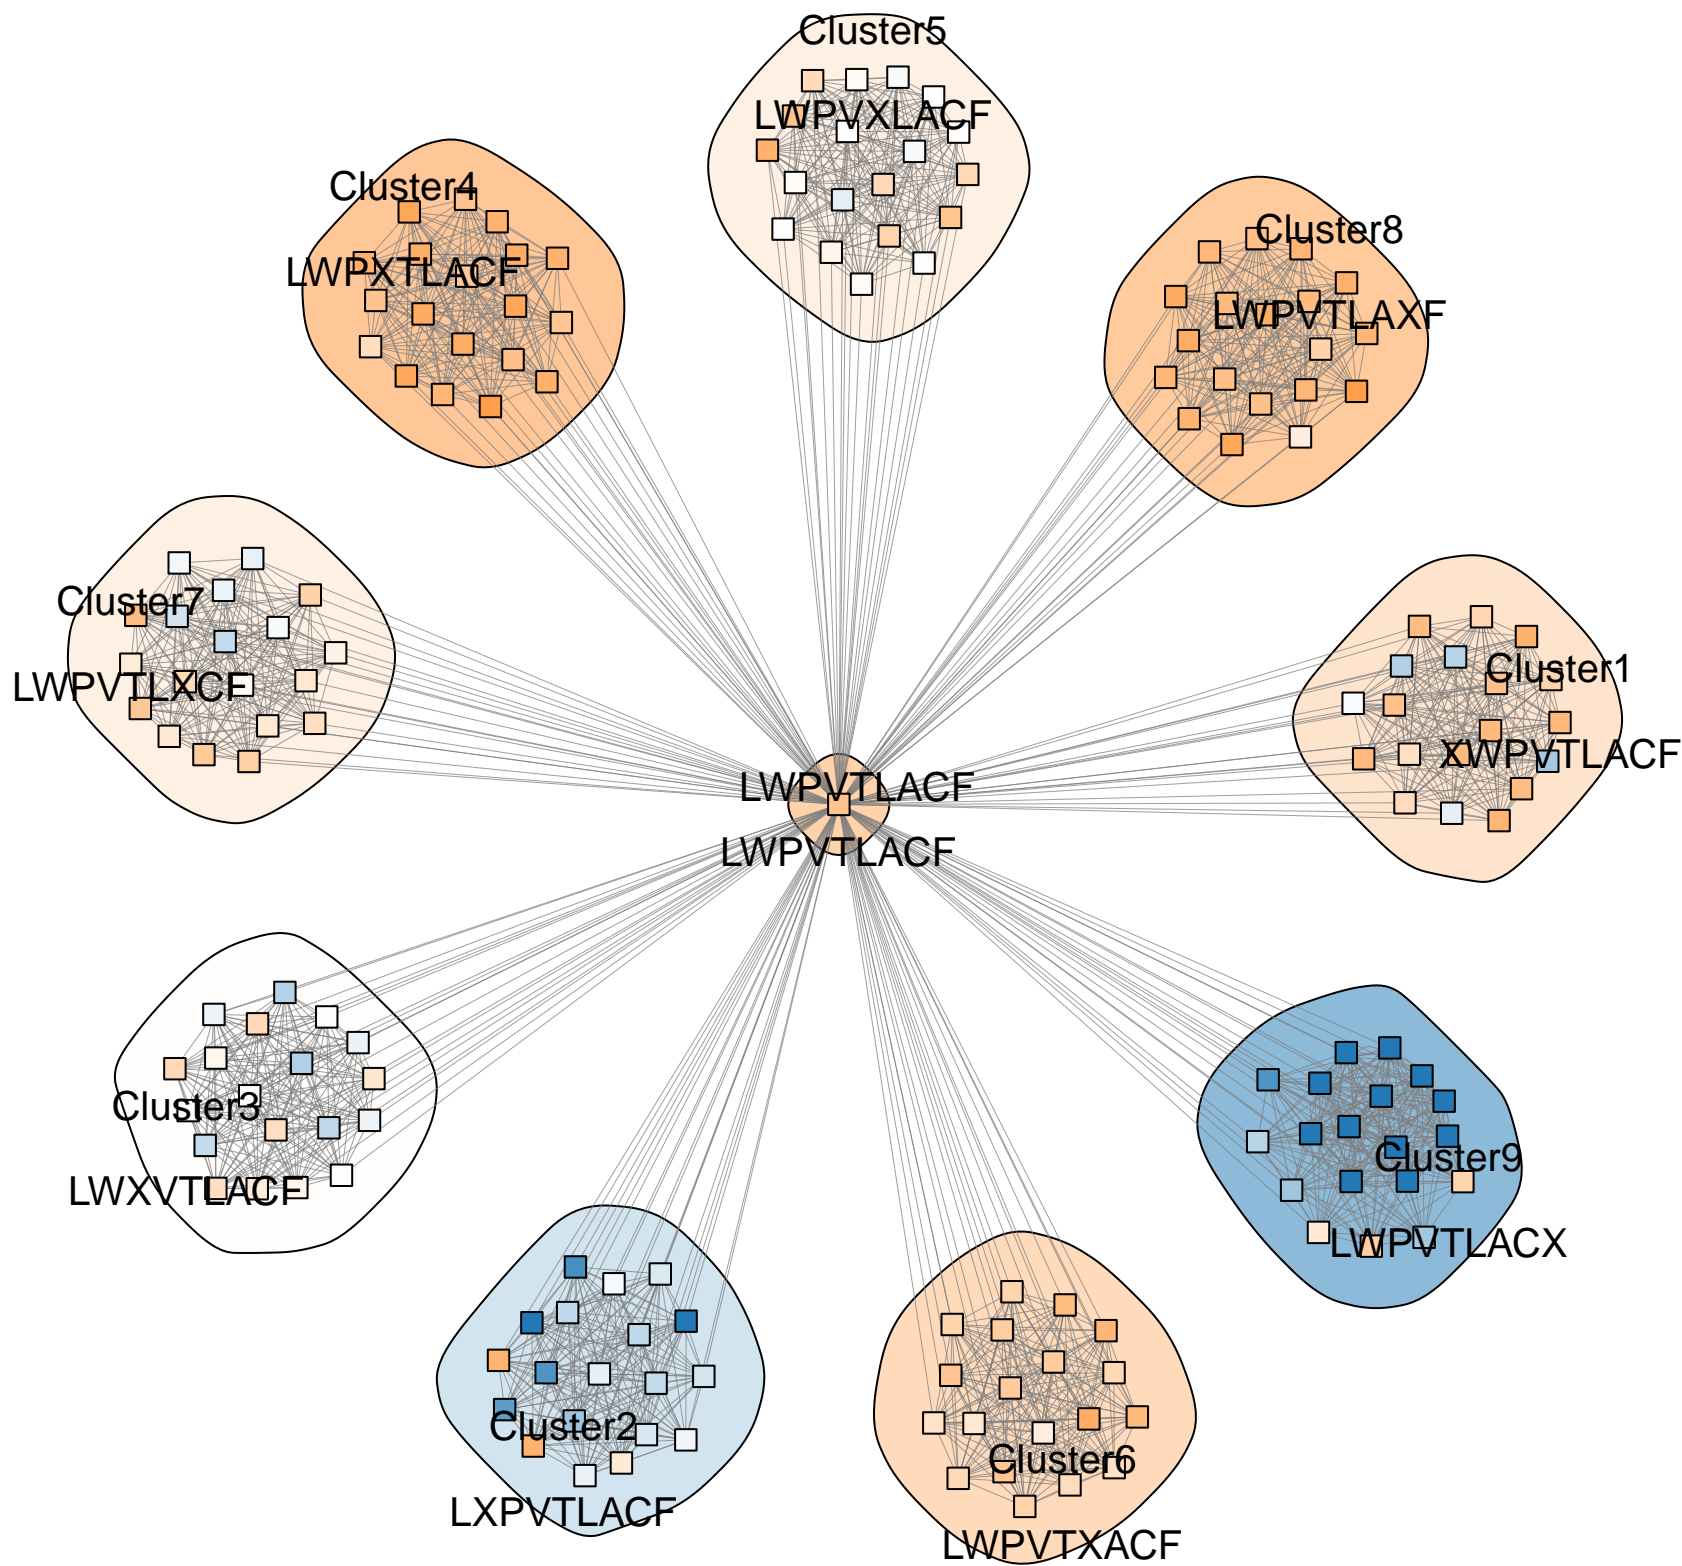 Cluster5
LWPVXLACF
Cluster4
LWPXTLACF
Cluster8
LWPVTLAXF
Cluster7
LWPVTLXCF
Cluster1
XWPVTLACF
LWPVTLACF
LWPVTLACF
Cluster3
LWXVTLACF
Cluster9
LWPVTLACX
Cluster2
LXPVTLACF
Cluster6
LWPVTXACF